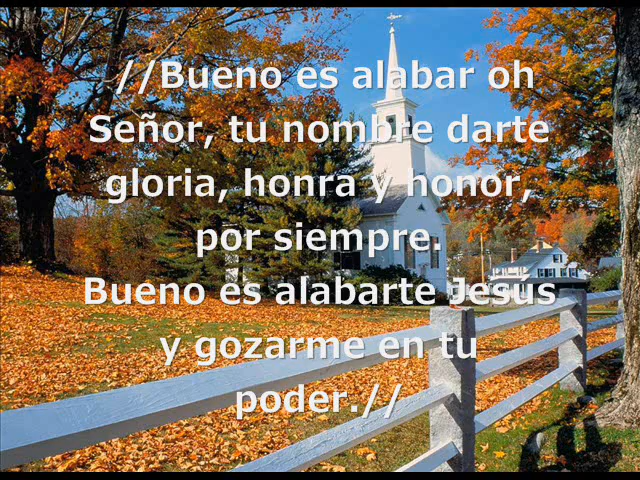 //Bueno es alabar oh
Señor, tu nombre darte
gloria, honra y honor,
por siempre.
Bueno es alabarte Jesus
y gozarme en tu
poder.//